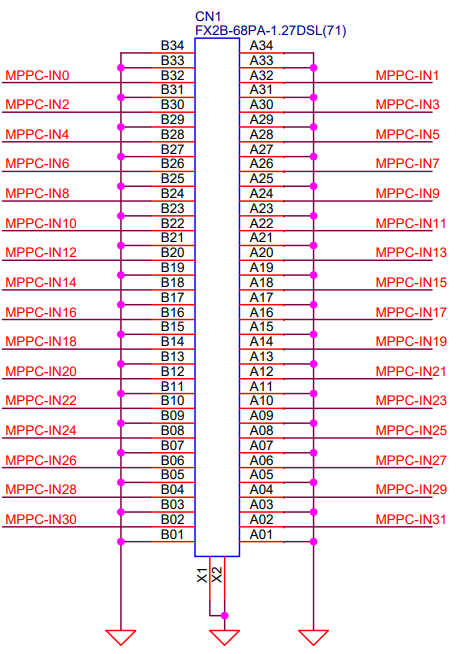 CN1
FX2B-68PA-1.27DSL(71)
B34 A34
B33 A33
MPPC-IN0 B32 A32 MPPC-IN1
B31 A31
MPPC-IN2 B30 A30 MPPC-IN3
B29 A29
MPPC-IN4 B28 A28 MPPC-IN5
B27 A27
MPPC-IN6 B26 A26 MPPC-IN7
B25 A25
MPPC-IN8 B24 A24 MPPC-IN9
B23 A23
MPPC-IN10 B22 A22 MPPC-IN11
B21 A21
MPPC-IN12 B20 A20 MPPC-IN13
B19 A19
MPPC-IN14 B18 A18 MPPC-IN15
B17 A17
MPPC-IN16 B16 A16 MPPC-IN17
B15 A15
MPPC-IN18 B14 A14 MPPC-IN19
B13 A13
MPPC-IN20 B12 A12 MPPC-IN21
B11 A11
MPPC-IN22 B10 A10 MPPC-IN23
B09 A09
MPPC-IN24 B08 A08 MPPC-IN25
B07 A07
MPPC-IN26 B06 A06 MPPC-IN27
B05 A05
MPPC-IN28 B04 A04 MPPC-IN29
B03 A03
MPPC-IN30 B02 A02 MPPC-IN31
B01 A01
X1 X2